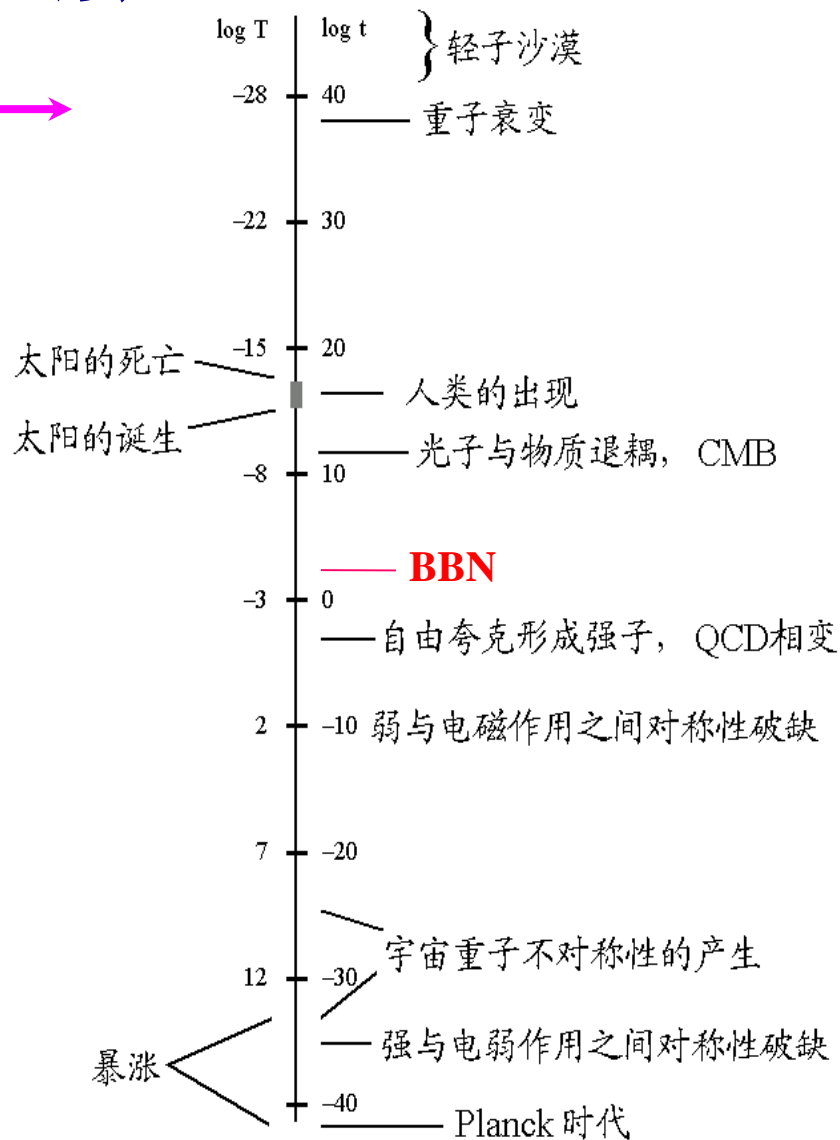 log T log t
轻子沙漠
–28 40
重子衰变
–22 30
–15 20
太阳的死亡
人类的出现
太阳的诞生
光子与物质退耦， CMB
–8 10
BBN
–3 0
自由夸克形成强子， QCD相变
2 –10 弱与电磁作用之间对称性破缺
7 –20
宇宙重子不对称性的产生
12 –30
强与电弱作用之间对称性破缺
暴涨
–40
Planck 时代